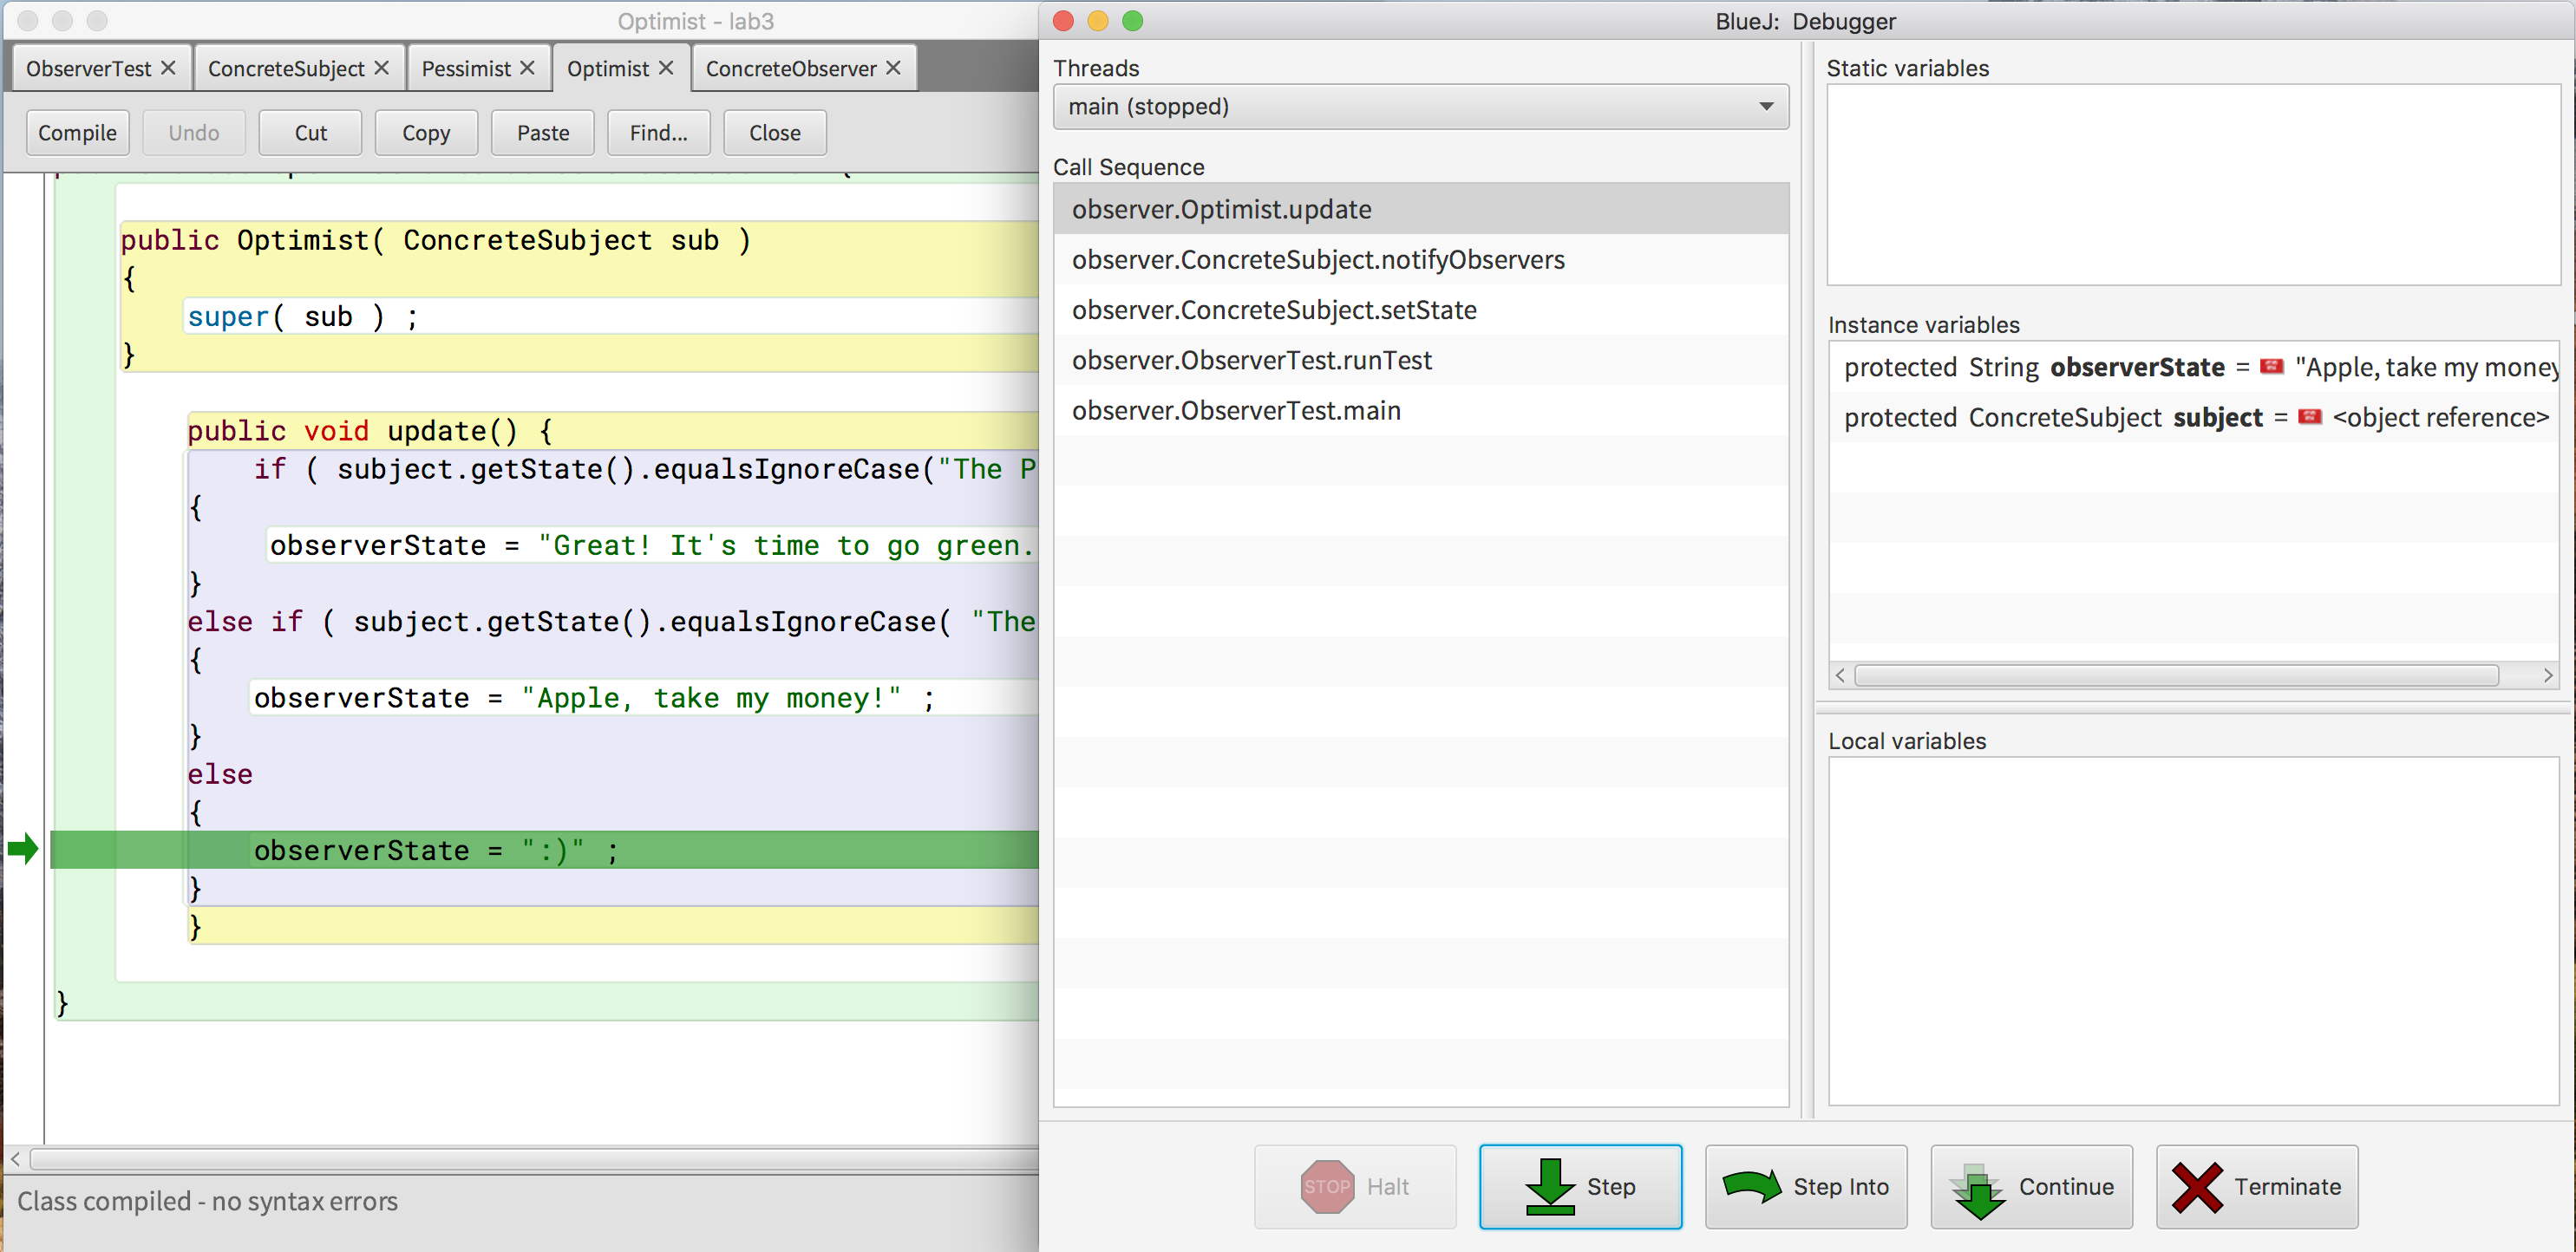 Optimist - lab3
ObserverTest
ConcreteSubject
Pessimist
Optimist
ConcreteObserver
Compile
Undo
Cut
Copy
Paste
Find...
Close
public Optimist( ConcreteSubject sub )
{
super( sub ) ;
}
public void update() {
if ( subject.getState().equalsIgnoreCase("The P
{
observerState = "Great! It's time to go green.
}
else if ( subject.getState().equalsIgnoreCase( "The
{
observerState = "Apple, take my money!" ;
}
else
{
observerState = ":)" ;
}
}
}
Class compiled - no syntax errors
BlueJ: Debugger
Threads
main (stopped)
Call Sequence
observer.Optimist.update
observer.ConcreteSubject.notifyObservers
observer.ConcreteSubject.setState
observer.ObserverTest.runTest
observer.ObserverTest.main
Static variables
Instance variables
protected String observerState = "Apple, take my money
protected ConcreteSubject subject = <object reference>
Local variables
STOP Halt
Step
Step Into
Continue
Terminate